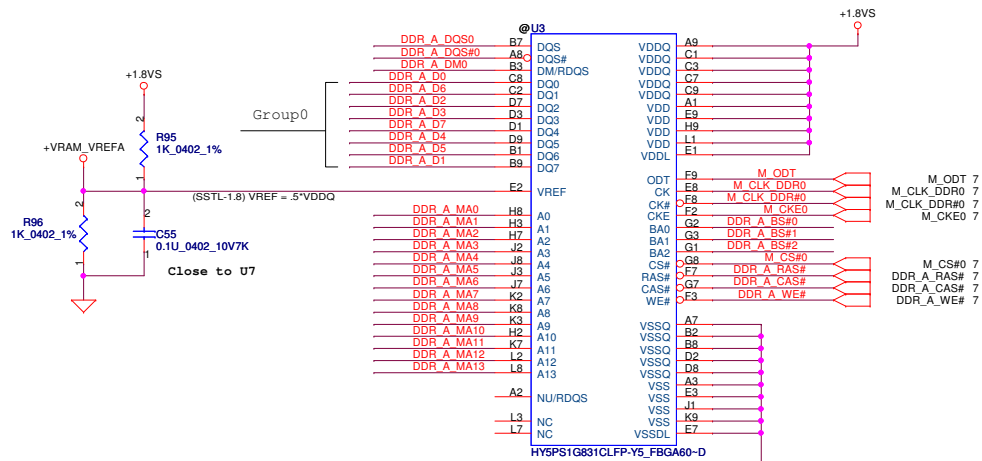 +1.8VS
@ U3
DDR_A_DQS0 B7 DQS VDDQ A9
DDR_A_DQS#0 A8 DQS# VDDQ C1
DDR_A_DM0 B3 DM/RDQS VDDQ C3
DDR_A_D0 C8 DQ0 VDDQ C7
DDR_A_D6 C2 DQ1 VDDQ C9
DDR_A_D2 D7 DQ2 VDD A1
DDR_A_D3 D3 DQ3 VDD E9
DDR_A_D7 D1 DQ4 VDD H9
DDR_A_D4 D9 DQ5 VDD L1
DDR_A_D5 B1 DQ6 VDDL E1
DDR_A_D1 B9 DQ7
Group0
+1.8VS
2
R95
1K_0402_1%
1
+VRAM_VREFA
(SSTL-1.8) VREF = .5*VDDQ E2 VREF
2
R96
1K_0402_1%
1
2
C55
0.1U_0402_10V7K
1
Close to U7
ODT F9 M_ODT M_ODT 7
CK E8 M_CLK_DDR0 M_CLK_DDR0 7
CK# F8 M_CLK_DDR#0 M_CLK_DDR#0 7
CKE F2 M_CKE0 M_CKE0 7
DDR_A_MA0 H8 A0 BA0 G2 DDR_A_BS#0
DDR_A_MA1 H3 A1 BA1 G3 DDR_A_BS#1
DDR_A_MA2 H7 A2 BA2 G1 DDR_A_BS#2
DDR_A_MA3 J2 A3 CS# G8 M_CS#0 M_CS#0 7
DDR_A_MA4 J8 A4 RAS# F7 DDR_A_RAS# DDR_A_RAS# 7
DDR_A_MA5 J3 A5 CAS# G7 DDR_A_CAS# DDR_A_CAS# 7
DDR_A_MA6 J7 A6 WE# F3 DDR_A_WE# DDR_A_WE# 7
DDR_A_MA7 K2 A7
DDR_A_MA8 K8 A8
DDR_A_MA9 K3 A9 VSSQ A7
DDR_A_MA10 H2 A10 VSSQ B2
DDR_A_MA11 K7 A11 VSSQ B8
DDR_A_MA12 L2 A12 VSSQ D2
DDR_A_MA13 L8 A13 VSSQ D8
VSS A3
A2 NU/RDQS VSS E3
VSS J1
L3 NC VSS K9
L7 NC VSSDL E7
HY5PS1G831CLFP-Y5_FBGA60~D